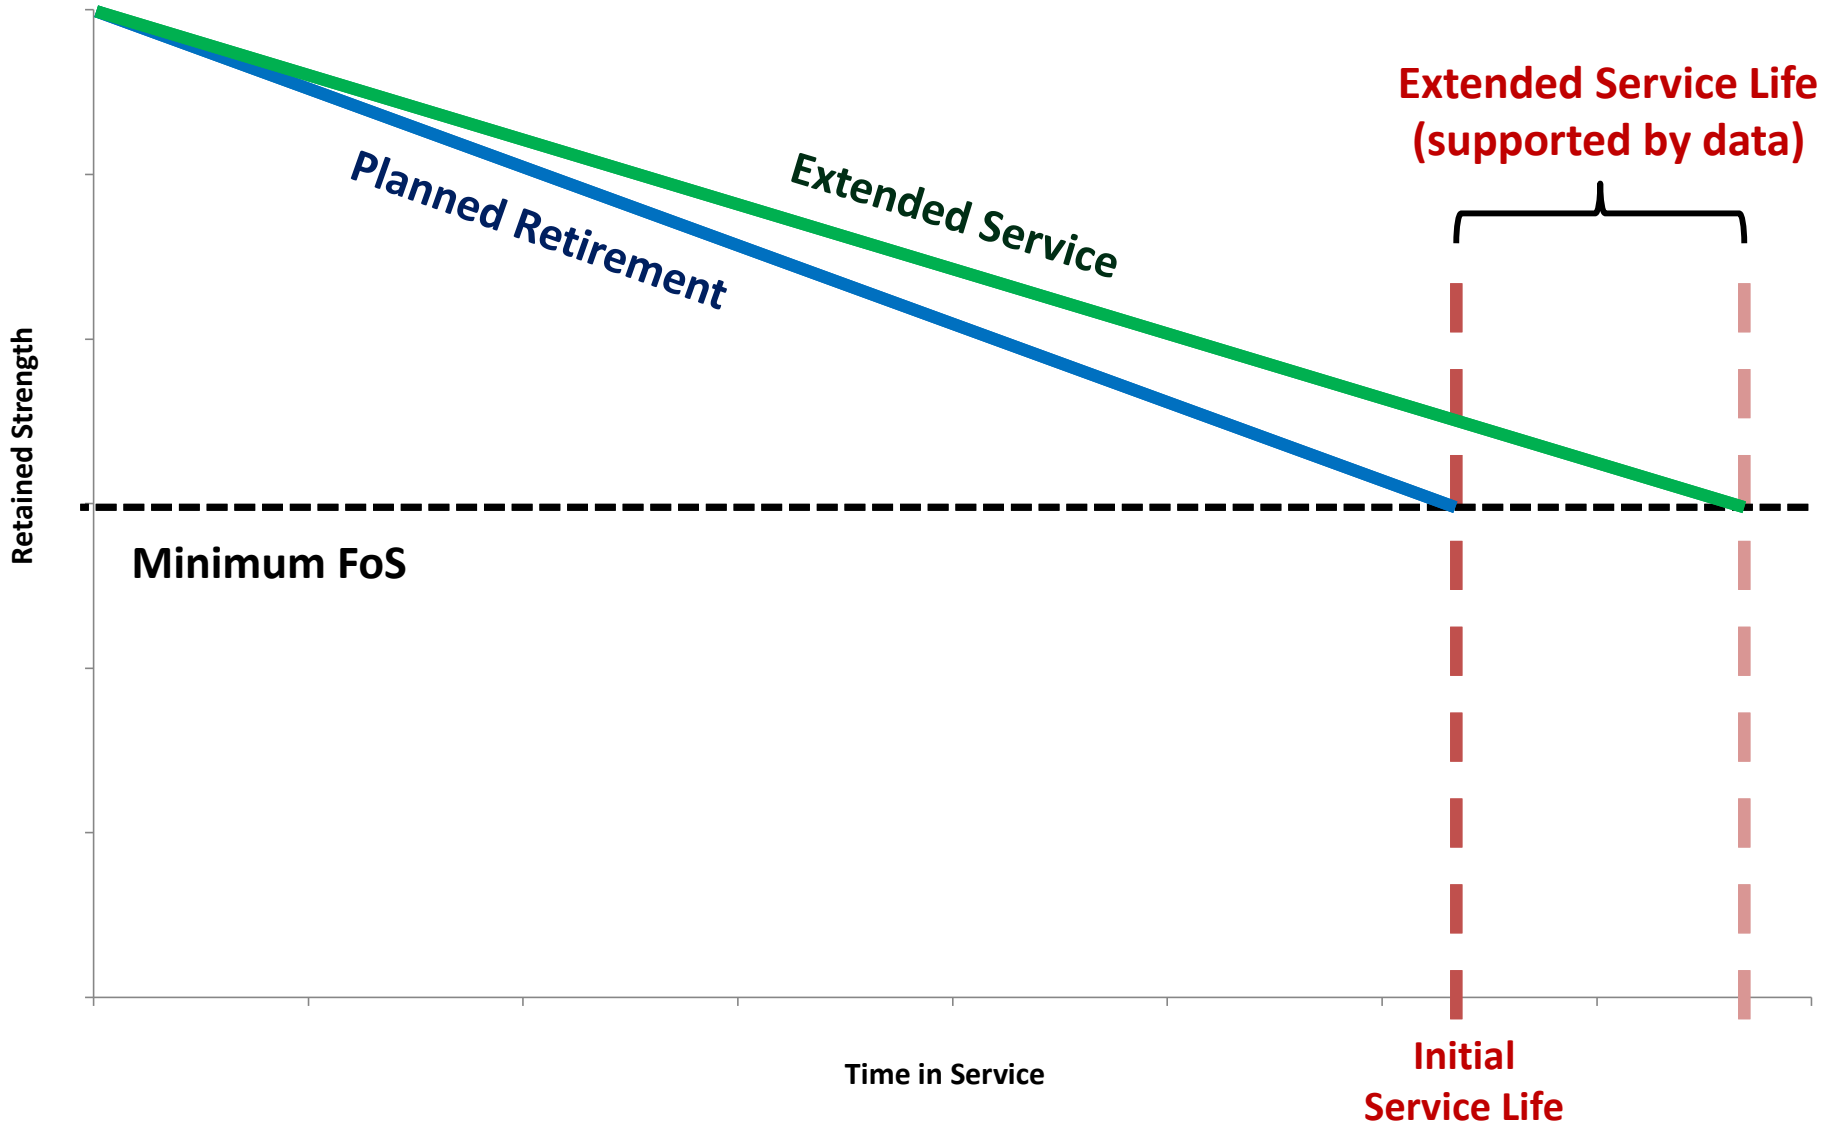 Extended Service Life
(supported by data)
Extended Service
Planned Retirement
Retained Strength
Minimum FoS
Time in Service
Initial
Service Life